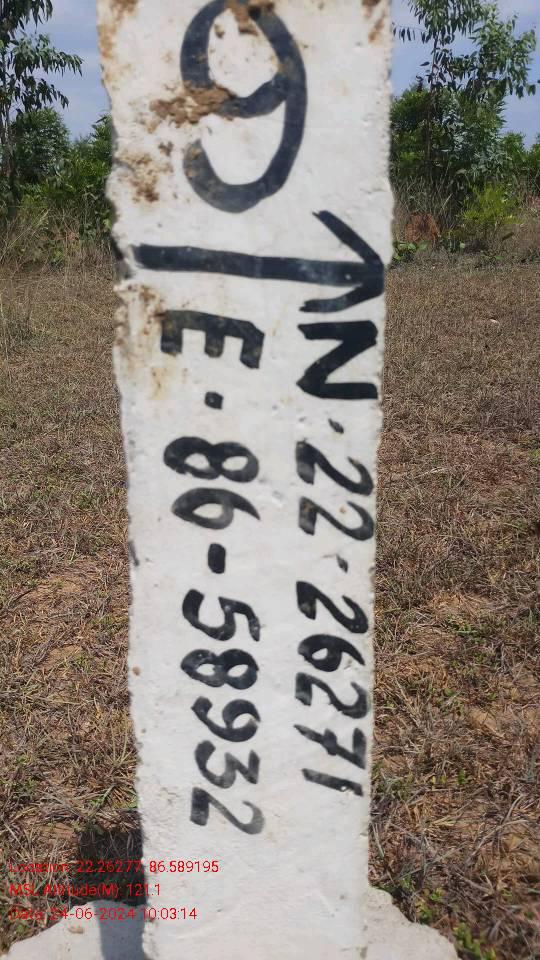 9
N.22.26271
E.86-58932
Location: 22.26277, 86.589195
MSL Altitude(M): 121.1
Date: 24-06-2024 10:03:14